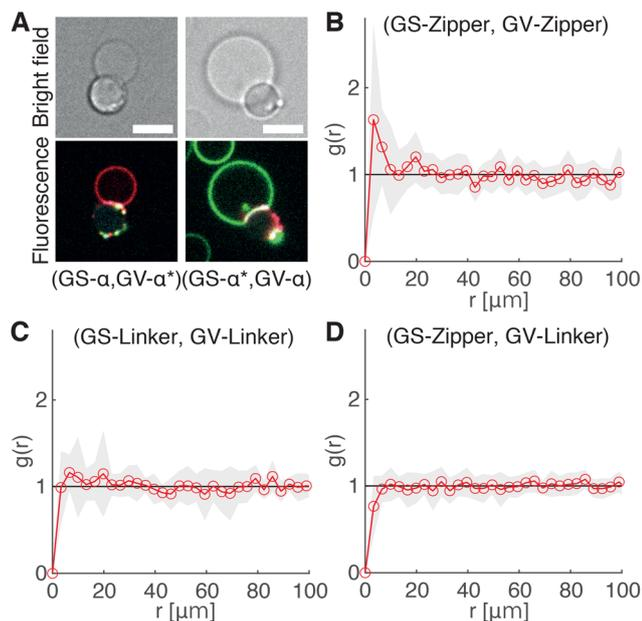 A
Bright field
Fluorescence
(GS-α,GV-α*)(GS-α*,GV-α)
B
(GS-Zipper, GV-Zipper)
g(r)
2
1
0
0 20 40 60 80 100
r [μm]
C
(GS-Linker, GV-Linker)
g(r)
2
1
0
0 20 40 60 80 100
r [μm]
D
(GS-Zipper, GV-Linker)
g(r)
2
1
0
0 20 40 60 80 100
r [μm]